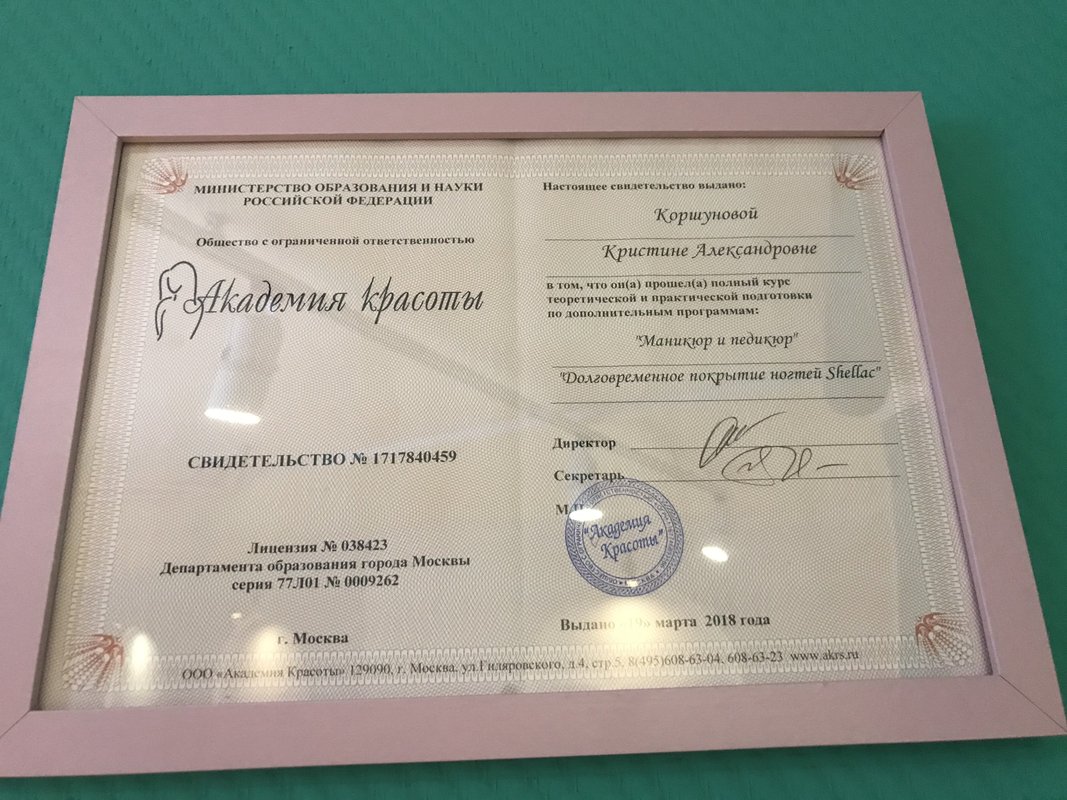 МИНИСТЕРСТВО ОБРАЗОВАНИЯ И НАУКИ
РОССИЙСКОЙ ФЕДЕРАЦИИ
Общество с ограниченной ответственностью
Академия красоты
СВИДЕТЕЛЬСТВО № 1717840459
Лицензия № 038423
Департамента образования города Москвы
серия 77Л01 № 0009262
г. Москва
Настоящее свидетельство выдано:
Коршуновой
Кристине Александровне
в том, что он(а) прошел(а) полный курс
теоретической и практической подготовки
по дополнительным программам:
"Маникюр и педикюр"
"Долговременное покрытие ногтей Shellac"
Директор
Секретарь
М.П.
"Академия
Красоты"
Выдано марта 2018 года
ООО «Академия Красоты» 129090, г. Москва, ул.Гиляровского, д.4, стр.5, 8(495)608-63-04, 608-63-23 www.akrs.ru